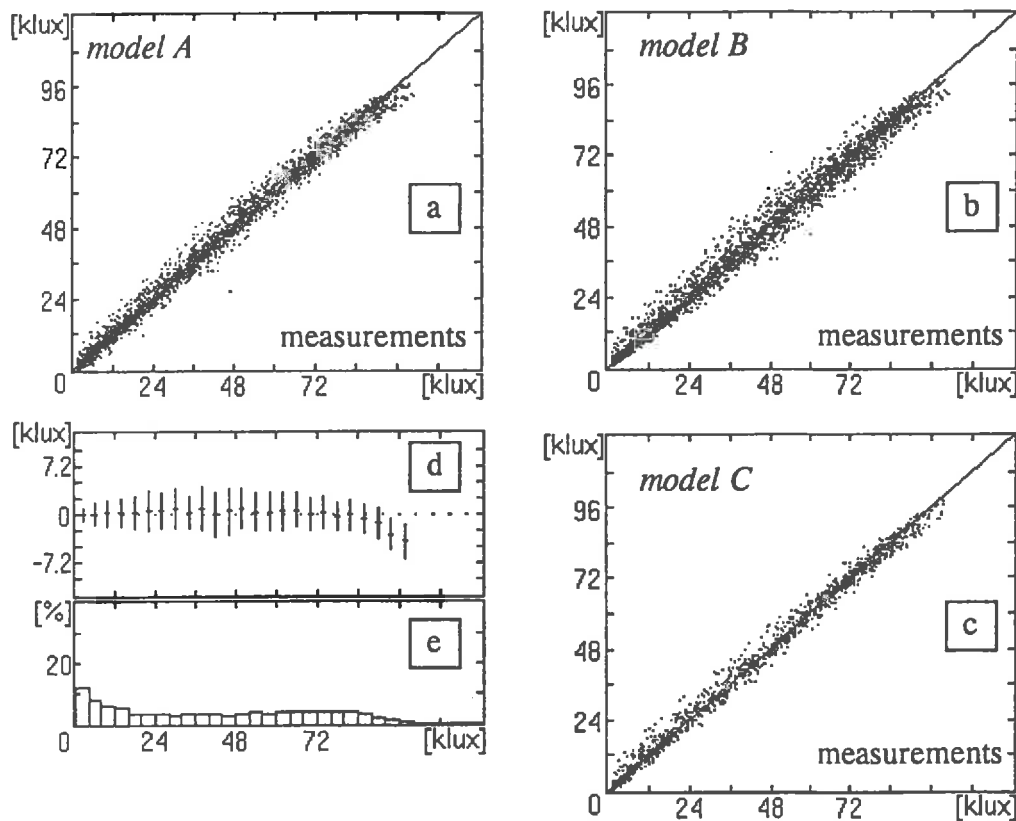 [klux]
model A
96
72
48
24
0
a
measurements
24 48 72 [klux]
[klux]
model B
96
72
48
24
0
b
measurements
24 48 72 [klux]
[klux]
7.2
0
-7.2
d
[%]
20
e
0 24 48 72 [klux]
[klux]
model C
96
72
48
24
0
c
measurements
24 48 72 [klux]